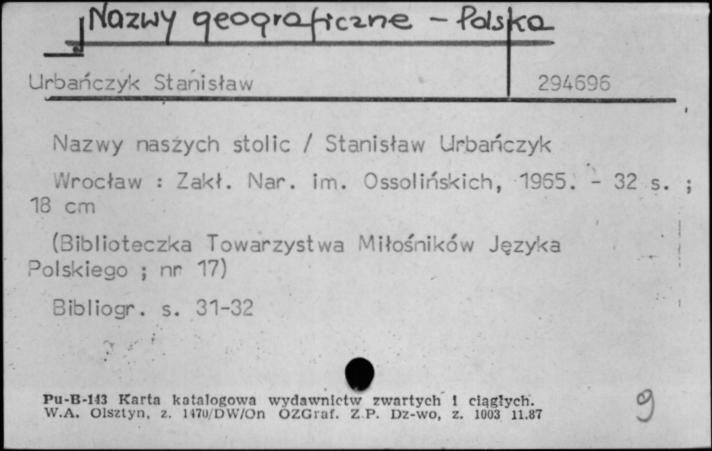 Nazwy geograficzne - Polska
Urbańczyk Stanisław 294696
Nazwy naszych stolic / Stanisław Urbańczyk
Wrocław : Zakł. Nar. im. Ossolińskich, 1965. - 32 s. ;
18 cm
(Biblioteczka Towarzystwa Miłośników Języka
Polskiego ; nr 17)
Bibliogr. s. 31-32
Pu-B-143 Karta katalogowa wydawnictw zwartych i ciągłych.
W.A. Olsztyn, z. 1470/DW/On OZGraf. Z.P. Dz-wo, z. 1003 11.87
9